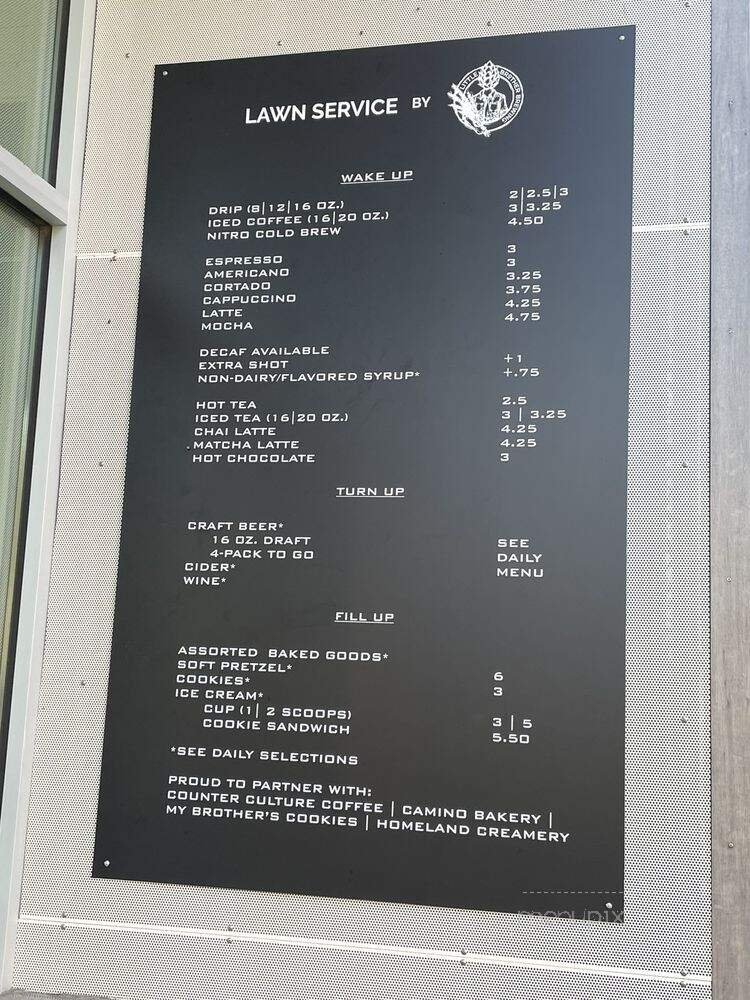 LAWN SERVICE BY
LITTLE BROTHER BREWING
WAKE UP
DRIP (8|12|16 OZ.) 2|2.5|3
ICED COFFEE (16|20 OZ.) 3|3.25
NITRO COLD BREW 4.50
ESPRESSO 3
AMERICANO 3
CORTADO 3.25
CAPPUCCINO 3.75
LATTE 4.25
MOCHA 4.75
DECAF AVAILABLE
EXTRA SHOT +1
NON-DAIRY/FLAVORED SYRUP* +.75
HOT TEA 2.5
ICED TEA (16|20 OZ.) 3 | 3.25
CHAI LATTE 4.25
MATCHA LATTE 4.25
HOT CHOCOLATE 3
TURN UP
CRAFT BEER*
16 OZ. DRAFT SEE
4-PACK TO GO DAILY
CIDER* MENU
WINE*
FILL UP
ASSORTED BAKED GOODS*
SOFT PRETZEL* 6
COOKIES* 3
ICE CREAM*
CUP (1| 2 SCOOPS) 3 | 5
COOKIE SANDWICH 5.50
*SEE DAILY SELECTIONS
PROUD TO PARTNER WITH:
COUNTER CULTURE COFFEE | CAMINO BAKERY |
MY BROTHER'S COOKIES | HOMELAND CREAMERY
menupix